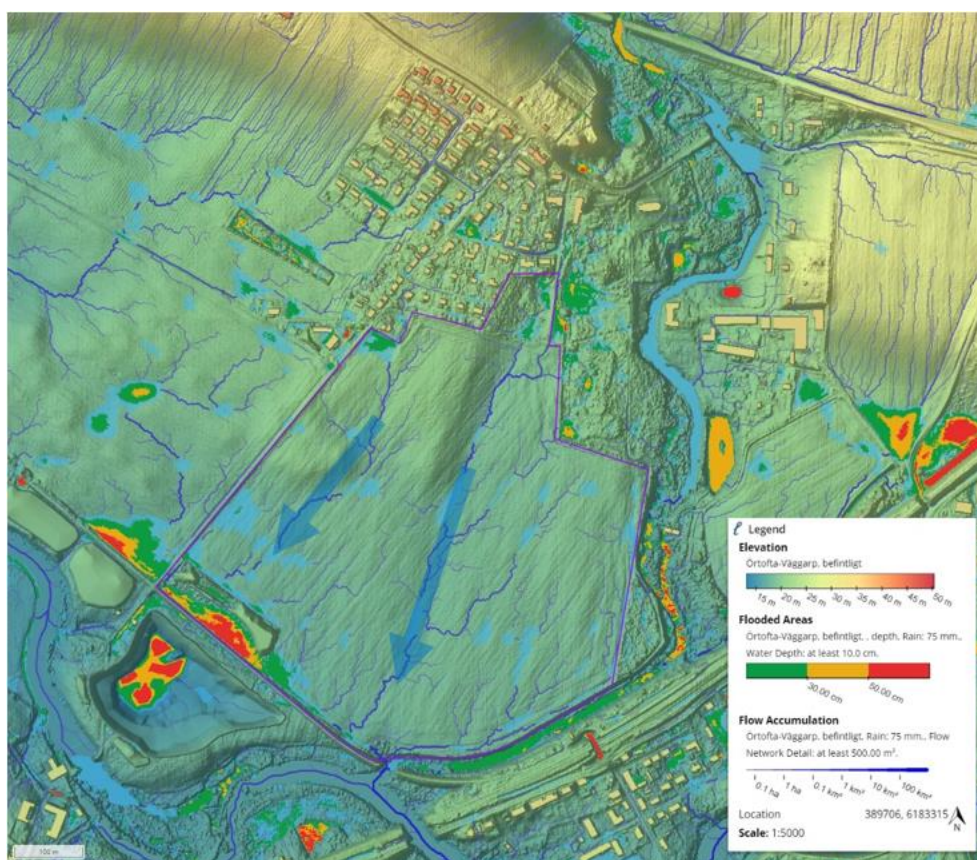 Legend
Elevation
Örtofta-Väggarp, befintligt
15 m 20 m 25 m 30 m 35 m 40 m 45 m 50 m
Flooded Areas
Örtofta-Väggarp, befintligt, , depth, Rain: 75 mm.,
Water Depth: at least 10.0 cm.
30.00 cm 50.00 cm
Flow Accumulation
Örtofta-Väggarp, befintligt, Rain: 75 mm., Flow
Network Detail: at least 500.00 m².
0.1 ha 1 ha 0.1 km² 1 km² 10 km² 100 km²
Location 389706, 6183315
Scale: 1:5000
N
100 m